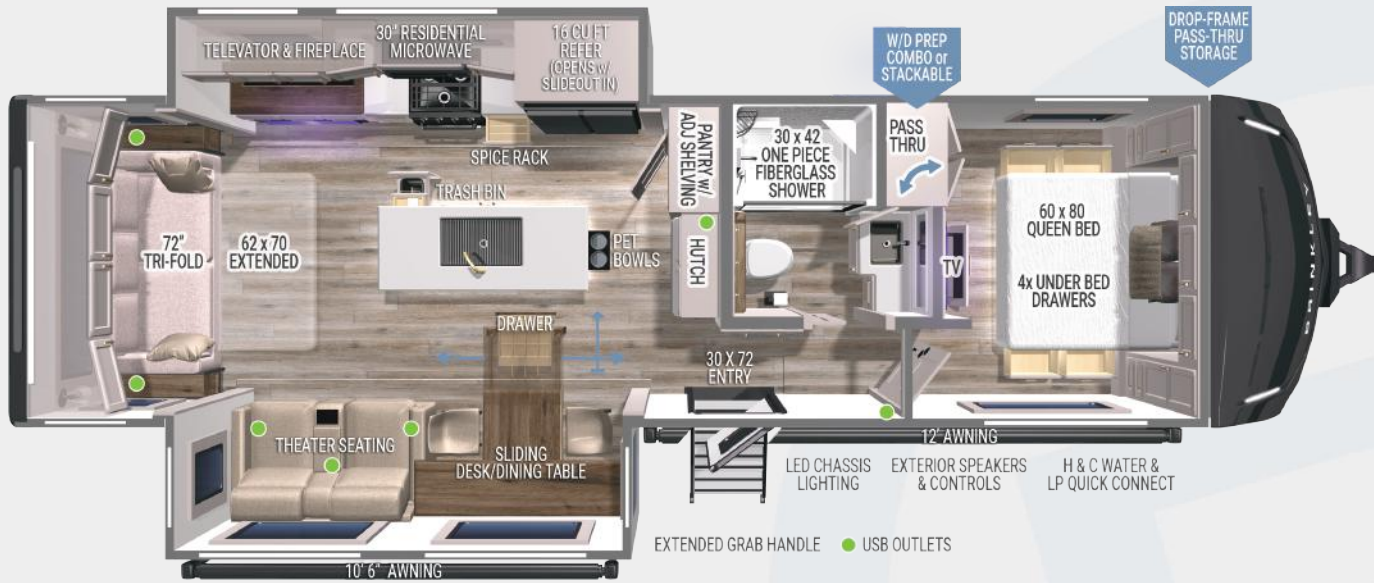 TELEVATOR & FIREPLACE
30" RESIDENTIAL
MICROWAVE
16 CU FT
REFER
(OPENS w/
SLIDEOUT IN)
W/D PREP
COMBO or
STACKABLE
DROP-FRAME
PASS-THRU
STORAGE
SPICE RACK
TRASH BIN
PANTRY w/
ADJ SHELVING
30 x 42
ONE PIECE
FIBERGLASS
SHOWER
PASS
THRU
72"
TRI-FOLD
62 x 70
EXTENDED
PET
BOWLS
HUTCH
TV
60 x 80
QUEEN BED
4x UNDER BED
DRAWERS
BRINKLEY
DRAWER
30 X 72
ENTRY
THEATER SEATING
SLIDING
DESK/DINING TABLE
12' AWNING
LED CHASSIS
LIGHTING
EXTERIOR SPEAKERS
& CONTROLS
H & C WATER &
LP QUICK CONNECT
EXTENDED GRAB HANDLE
USB OUTLETS
10' 6" AWNING